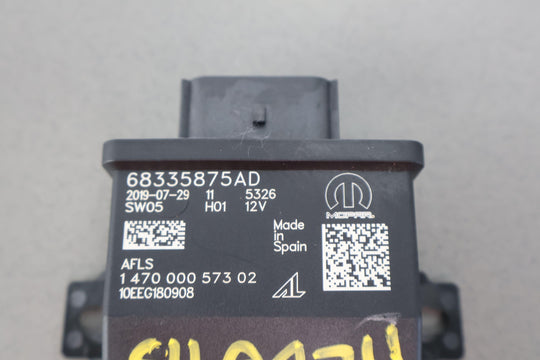 68335875AD
2019-07-29 11 5326
SW05 H01 12V
MOPAR
Made
in
Spain
AFLS
1 470 000 573 02
10EEG180908
AL